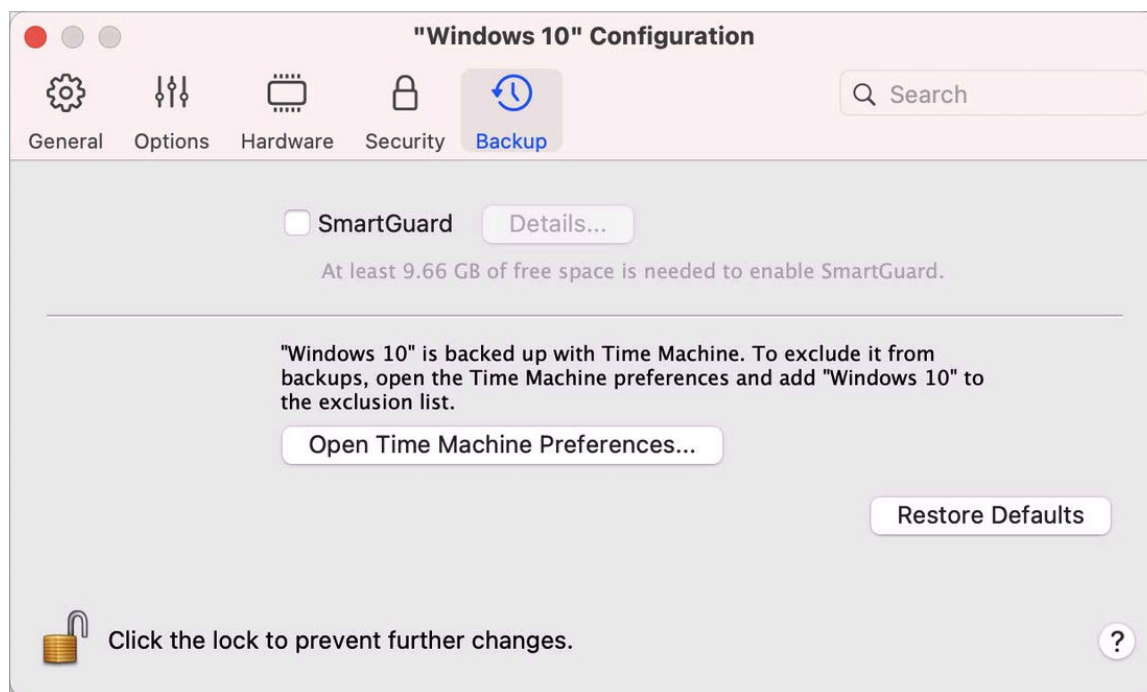 "Windows 10" Configuration
General Options Hardware Security Backup Search
SmartGuard Details...
At least 9.66 GB of free space is needed to enable SmartGuard.
"Windows 10" is backed up with Time Machine. To exclude it from
backups, open the Time Machine preferences and add "Windows 10" to
the exclusion list.
Open Time Machine Preferences...
Restore Defaults
Click the lock to prevent further changes. ?